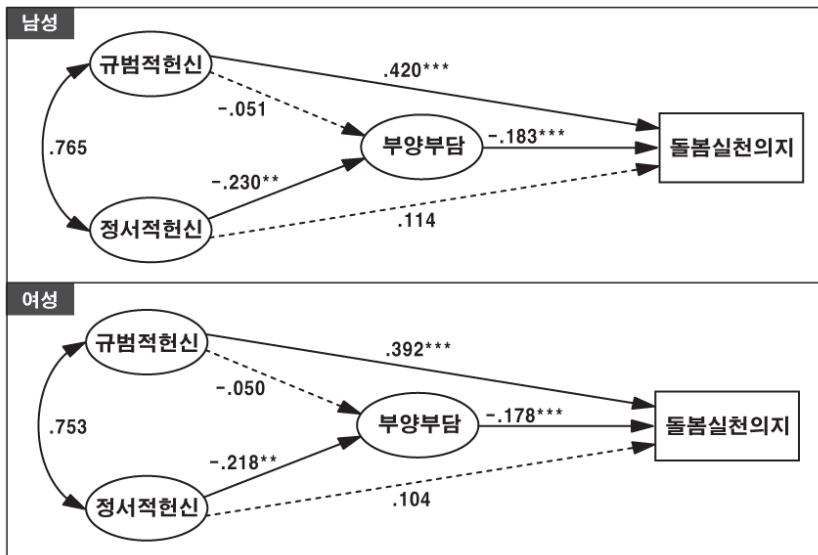 남성
규범적헌신
.420***
-.051
부양부담
-.183***
돌봄실천의지
.765
-.230**
정서적헌신
.114
여성
규범적헌신
.392***
-.050
부양부담
-.178***
돌봄실천의지
.753
-.218**
정서적헌신
.104